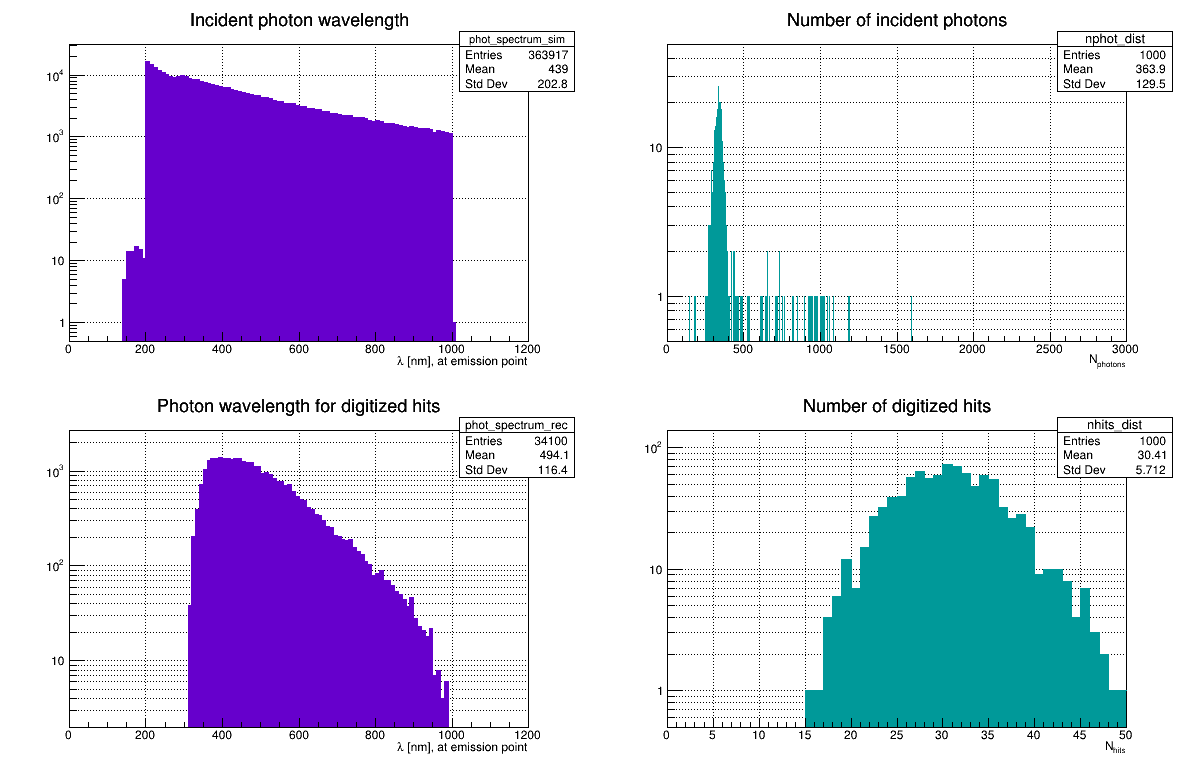 Incident photon wavelength
phot_spectrum_sim
Entries 363917
Mean 439
Std Dev 202.8
10^4
10^3
10^2
10
1
0 200 400 600 800 1000 1200
λ [nm], at emission point
Number of incident photons
nphot_dist
Entries 1000
Mean 363.9
Std Dev 129.5
10
1
0 500 1000 1500 2000 2500 3000
N_photons
Photon wavelength for digitized hits
phot_spectrum_rec
Entries 34100
Mean 494.1
Std Dev 116.4
10^3
10^2
10
0 200 400 600 800 1000 1200
λ [nm], at emission point
Number of digitized hits
nhits_dist
Entries 1000
Mean 30.41
Std Dev 5.712
10^2
10
1
0 5 10 15 20 25 30 35 40 45 50
N_hits